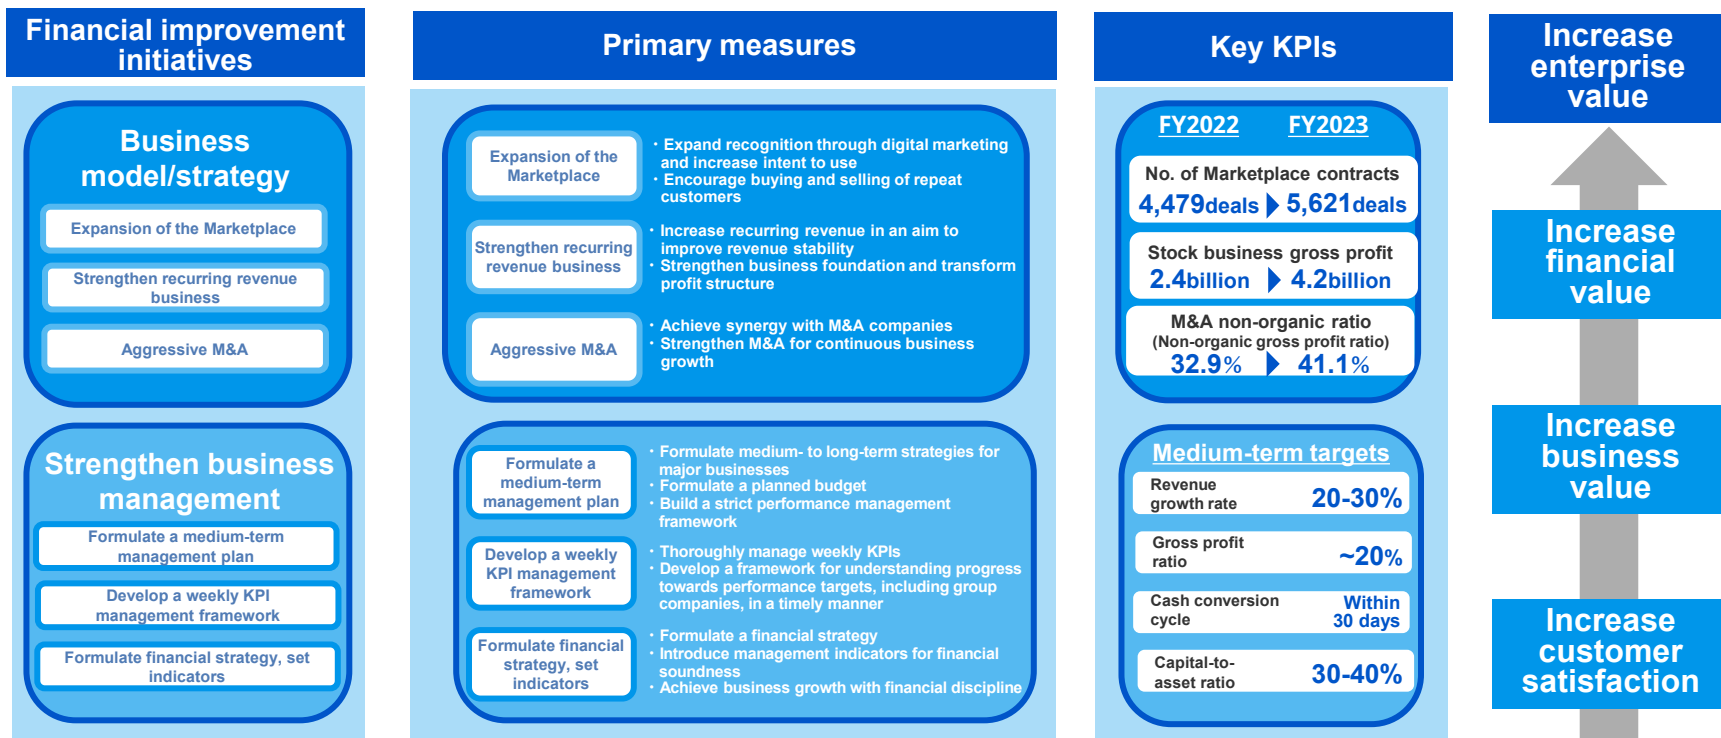 Financial improvement
initiatives
Business
model/strategy
Expansion of the Marketplace
Strengthen recurring revenue
business
Aggressive M&A
Strengthen business
management
Formulate a medium-term
management plan
Develop a weekly KPI
management framework
Formulate financial strategy, set
indicators
Primary measures
Expansion of the
Marketplace
・Expand recognition through digital marketing
and increase intent to use
・Encourage buying and selling of repeat
customers
Strengthen recurring
revenue business
・Increase recurring revenue in an aim to
improve revenue stability
・Strengthen business foundation and transform
profit structure
Aggressive M&A
・Achieve synergy with M&A companies
・Strengthen M&A for continuous business
growth
Formulate a
medium-term
management plan
・Formulate medium- to long-term strategies for
major businesses
・Formulate a planned budget
・Build a strict performance management
framework
Develop a weekly
KPI management
framework
・Thoroughly manage weekly KPIs
・Develop a framework for understanding progress
towards performance targets, including group
companies, in a timely manner
Formulate financial
strategy, set
indicators
・Formulate a financial strategy
・Introduce management indicators for financial
soundness
・Achieve business growth with financial discipline
Key KPIs
FY2022 FY2023
No. of Marketplace contracts
4,479deals 5,621deals
Stock business gross profit
2.4billion 4.2billion
M&A non-organic ratio
(Non-organic gross profit ratio)
32.9% 41.1%
Medium-term targets
Revenue
growth rate
20-30%
Gross profit
ratio
~20%
Cash conversion
cycle
Within
30 days
Capital-to-
asset ratio
30-40%
Increase
enterprise
value
Increase
financial
value
Increase
business
value
Increase
customer
satisfaction